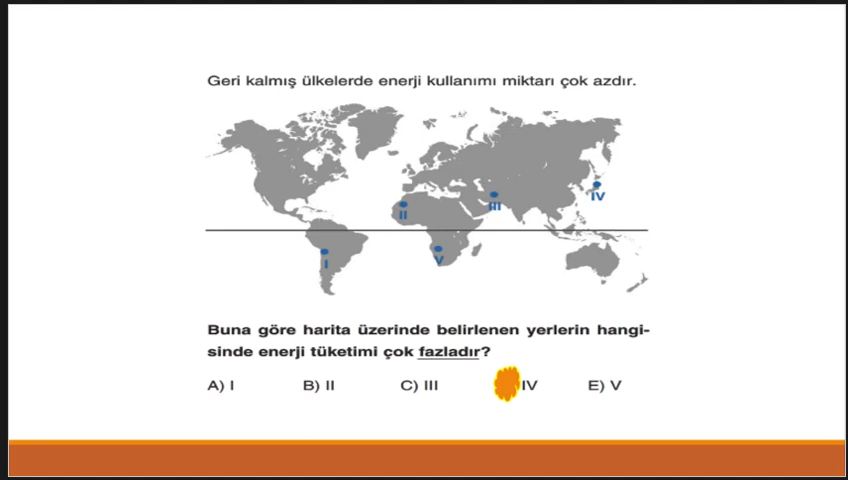 Geri kalmış ülkelerde enerji kullanımı miktarı çok azdır.
IV
III
II
I
V
Buna göre harita üzerinde belirlenen yerlerin hangi-
sinde enerji tüketimi çok fazladır?
A) I B) II C) III IV E) V